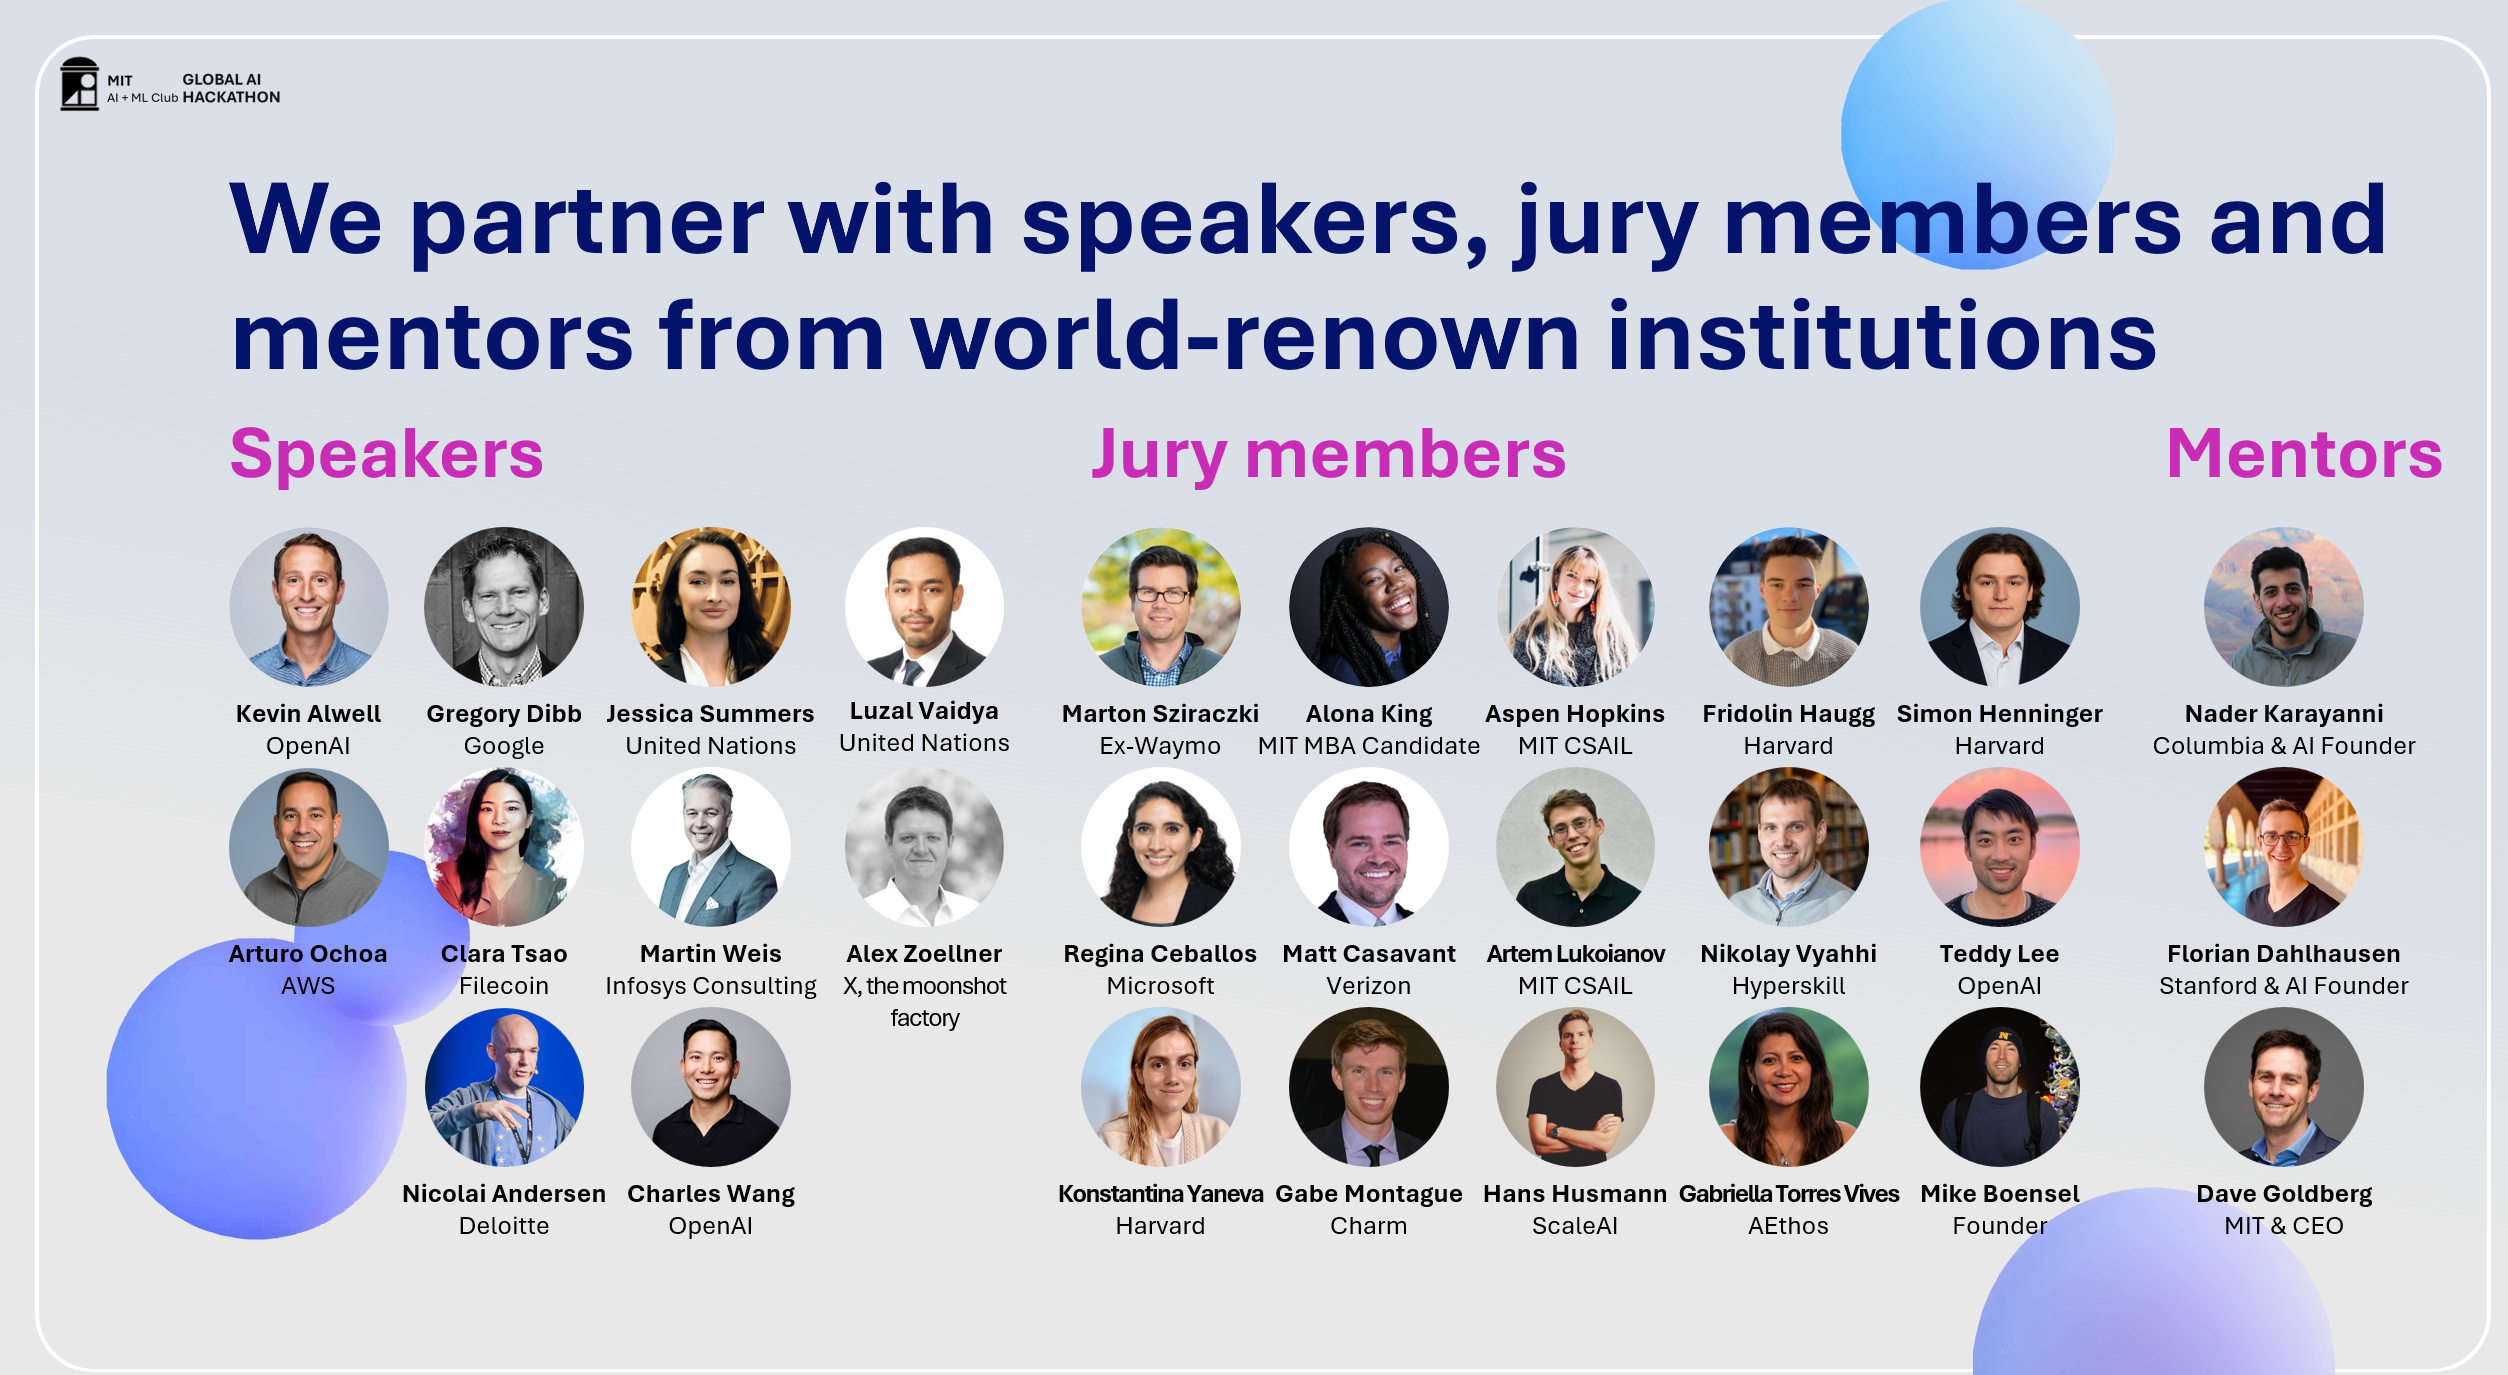 MIT
AI + ML Club
GLOBAL AI
HACKATHON
We partner with speakers, jury members and
mentors from world-renown institutions
Speakers
Kevin Alwell
OpenAI
Gregory Dibb
Google
Jessica Summers
United Nations
Luzal Vaidya
United Nations
Arturo Ochoa
AWS
Clara Tsao
Filecoin
Martin Weis
Infosys Consulting
Alex Zoellner
X, the moonshot
factory
Nicolai Andersen
Deloitte
Charles Wang
OpenAI
Jury members
Marton Sziraczki
Ex-Waymo
Alona King
MIT MBA Candidate
Aspen Hopkins
MIT CSAIL
Fridolin Haugg
Harvard
Simon Henninger
Harvard
Regina Ceballos
Microsoft
Matt Casavant
Verizon
Artem Lukoianov
MIT CSAIL
Nikolay Vyahhi
Hyperskill
Teddy Lee
OpenAI
Konstantina Yaneva
Harvard
Gabe Montague
Charm
Hans Husmann
ScaleAI
Gabriella Torres Vives
AEthos
Mike Boensel
Founder
Mentors
Nader Karayanni
Columbia & AI Founder
Florian Dahlhausen
Stanford & AI Founder
Dave Goldberg
MIT & CEO